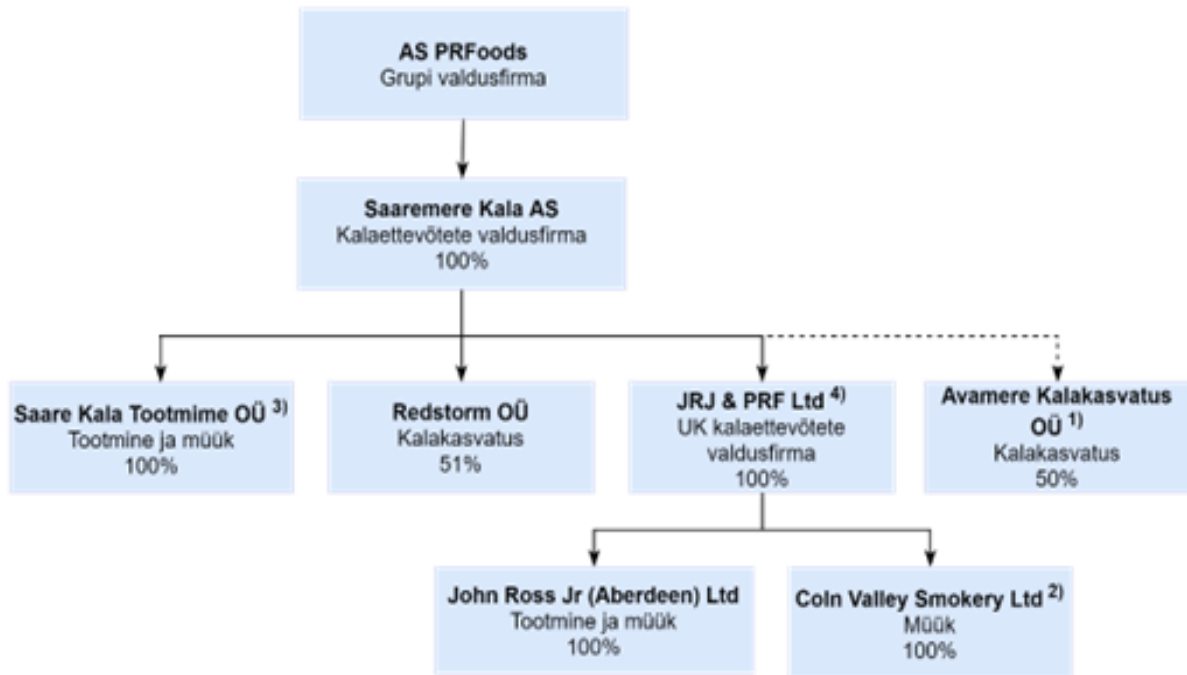 AS PRFoods
Grupi valdusfirma
Saaremere Kala AS
Kalaettevõtete valdusfirma
100%
Saare Kala Tootmime OÜ 3)
Tootmine ja müük
100%
Redstorm OÜ
Kalakasvatus
51%
JRJ & PRF Ltd 4)
UK kalaettevõtete
valdusfirma
100%
Avamere Kalakasvatus
OÜ 1)
Kalakasvatus
50%
John Ross Jr (Aberdeen) Ltd
Tootmine ja müük
100%
Coln Valley Smokery Ltd 2)
Müük
100%